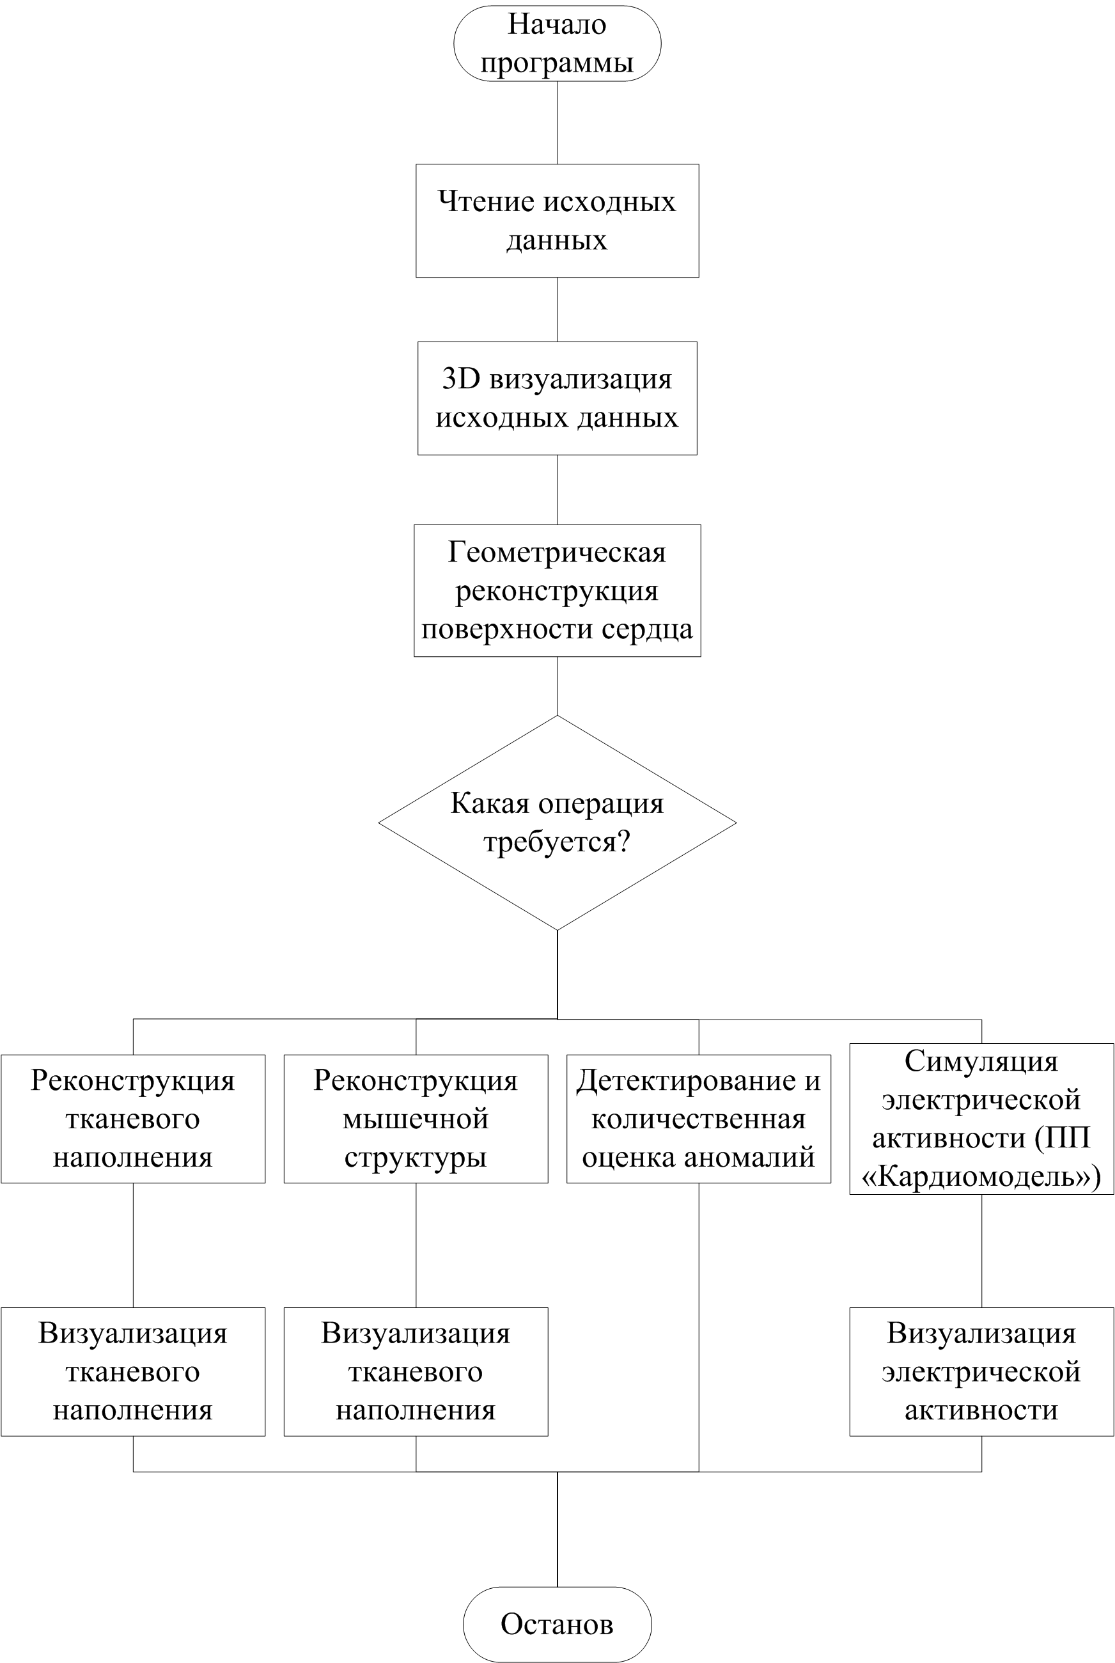 Начало
программы
Чтение исходных
данных
3D визуализация
исходных данных
Геометрическая
реконструкция
поверхности сердца
Какая операция
требуется?
Реконструкция
тканевого
наполнения
Реконструкция
мышечной
структуры
Детектирование и
количественная
оценка аномалий
Симуляция
электрической
активности (ПП
«Кардиомодель»)
Визуализация
тканевого
наполнения
Визуализация
тканевого
наполнения
Визуализация
электрической
активности
Останов